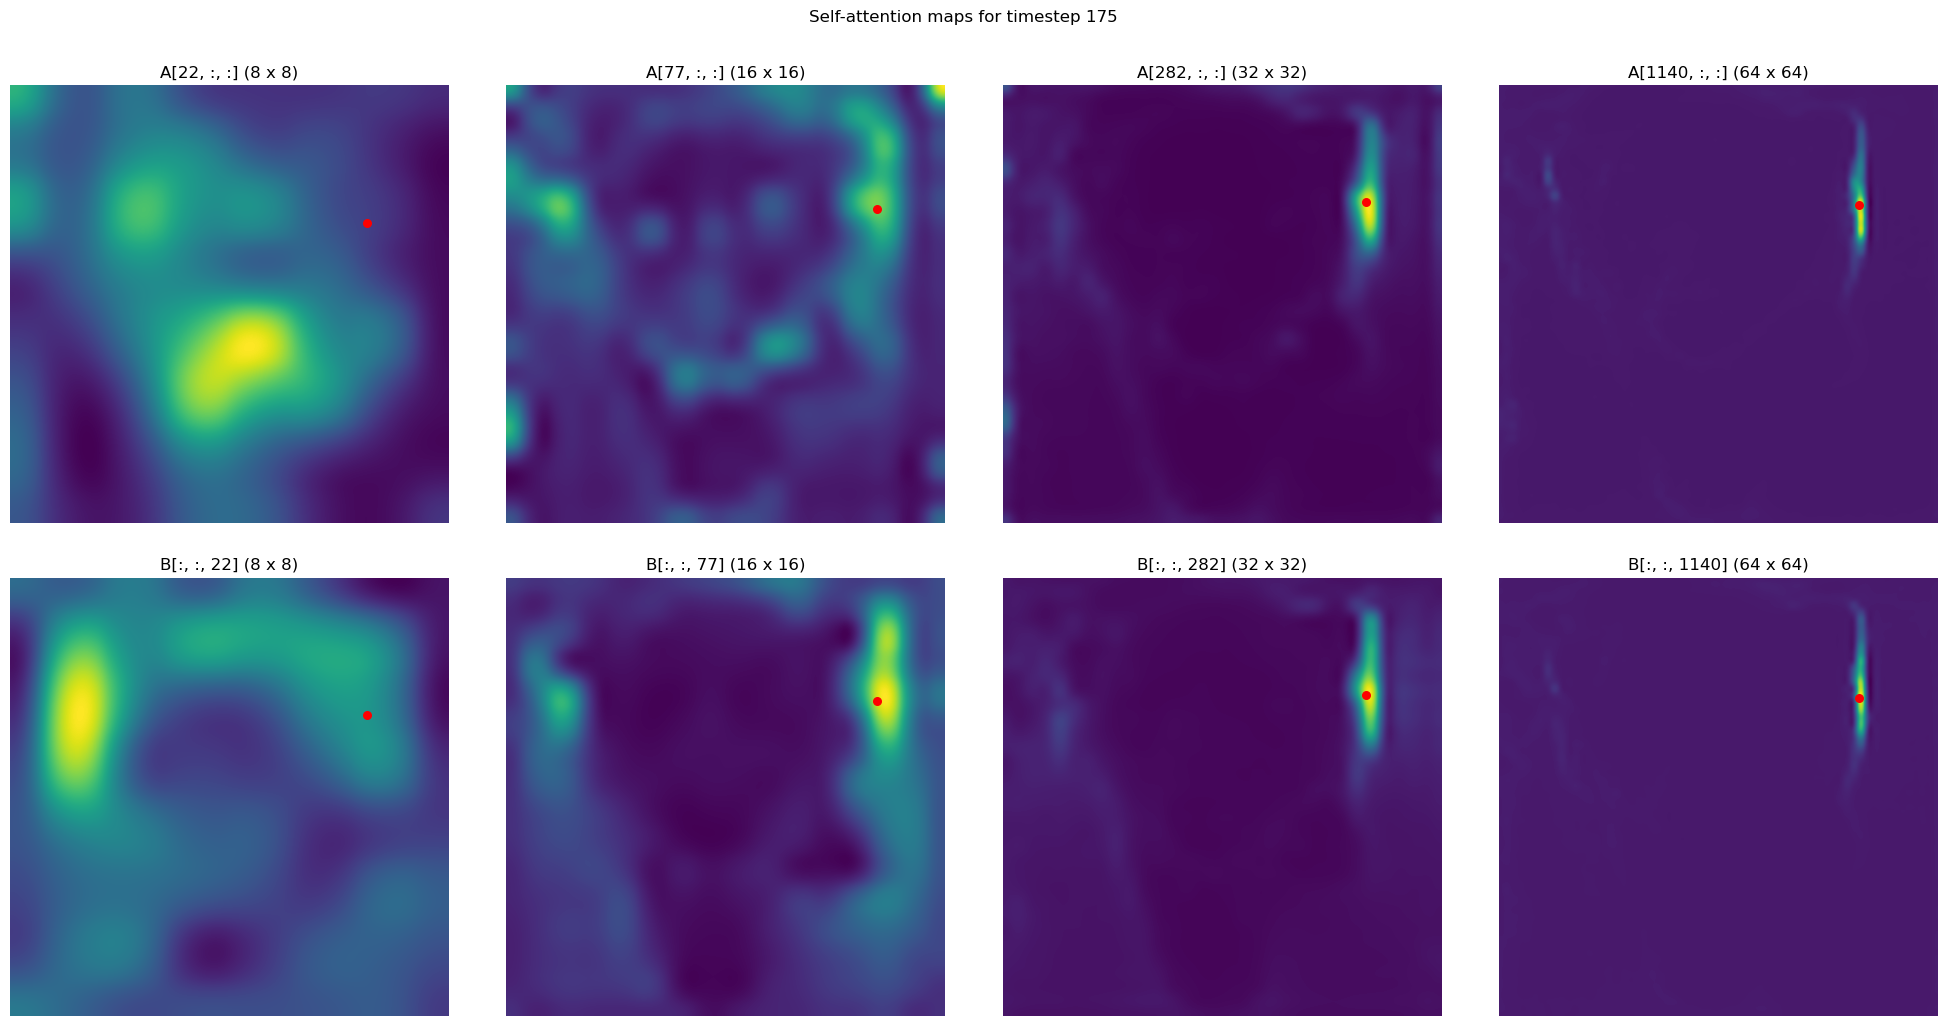 Self-attention maps for timestep 175
A[22, :, :] (8 x 8)
A[77, :, :] (16 x 16)
A[282, :, :] (32 x 32)
A[1140, :, :] (64 x 64)
B[:, :, 22] (8 x 8)
B[:, :, 77] (16 x 16)
B[:, :, 282] (32 x 32)
B[:, :, 1140] (64 x 64)